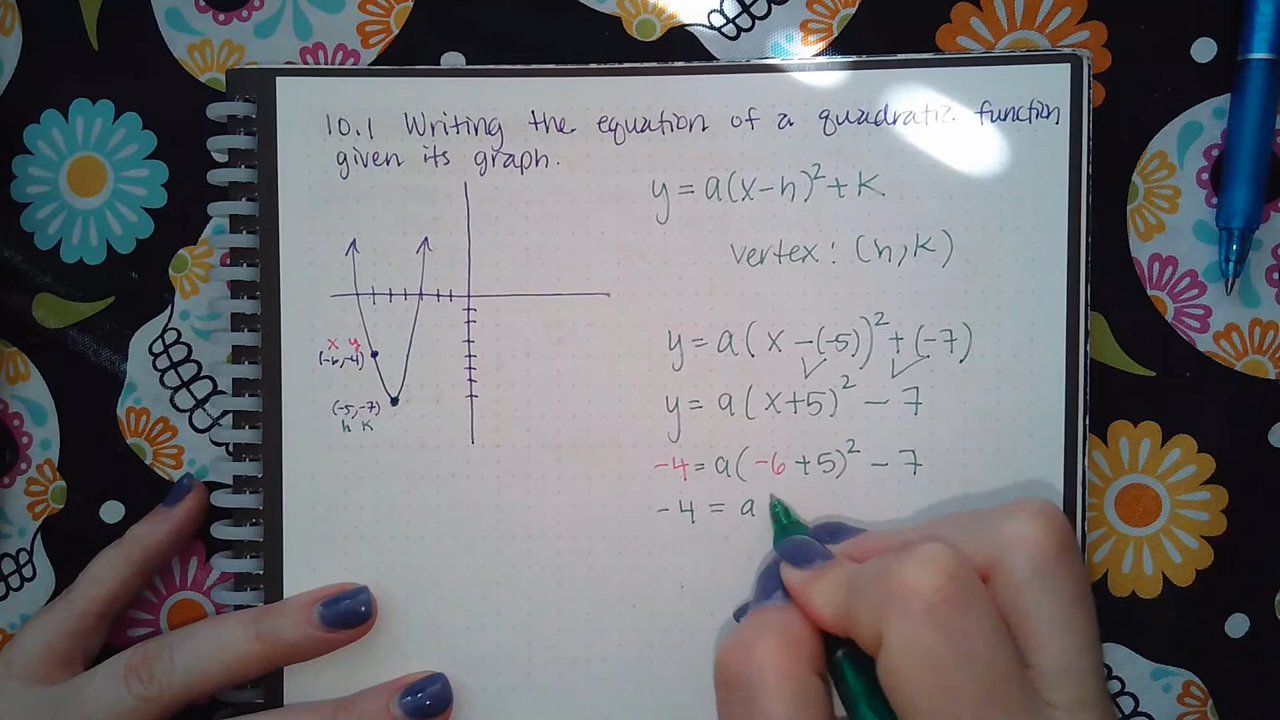 10.1 Writing the equation of a quadratic function
given its graph.
y = a(x-h)² + k
vertex: (h,k)
x y
(-6,-4)
(-5,-7)
h k
y = a(x-(-5))² + (-7)
y = a(x+5)² - 7
-4 = a(-6+5)² - 7
-4 = a